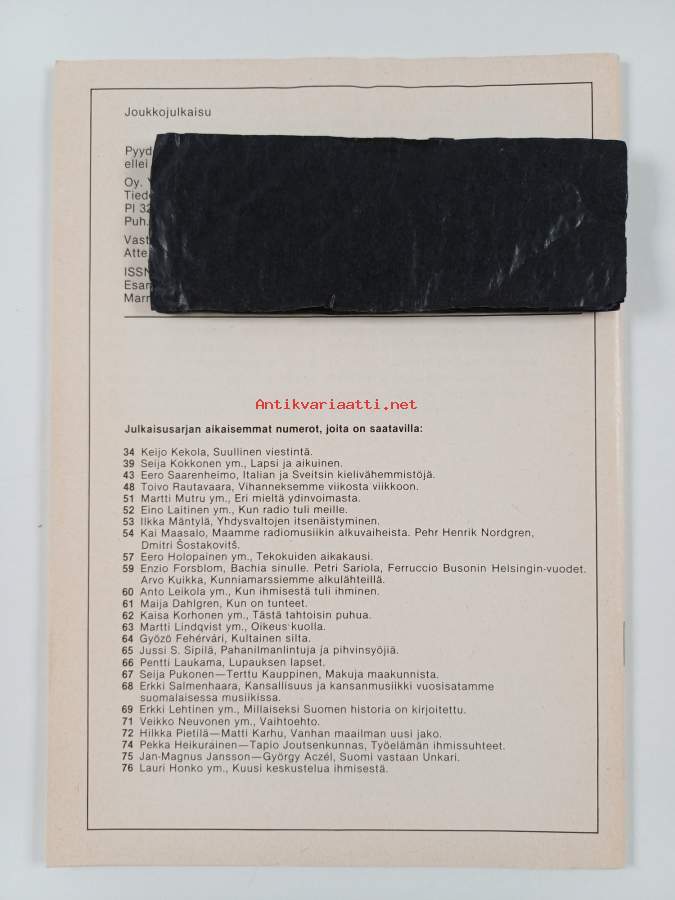 Joukkojulkaisu
ellei
Oy.
PI 32
Puh.
ISSN
Antikvariaatti.net
Julkaisusarjan aikaisemmat numerot, joita on saatavilla:
34 Keijo Kekola, Suullinen viestintä.
39 Seija Kokkonen ym., Lapsi ja aikuinen.
43 Eero Saarenheimo, Italian ja Sveitsin kielivähemmistöjä.
48 Toivo Rautavaara, Vihanneksemme viikosta viikkoon.
51 Martti Mutru ym., Eri mieltä ydinvoimasta.
52 Eino Laitinen ym., Kun radio tuli meille.
53 Ilkka Mäntylä, Yhdysvaltojen itsenäistyminen.
54 Kai Maasalo, Maamme radiomusiikin alkuvaiheista. Pehr Henrik Nordgren,
Dmitri Šostakovitš.
57 Eero Holopainen ym., Tekokuiden aikakausi.
59 Enzio Forsblom, Bachia sinulle. Petri Sariola, Ferruccio Busonin Helsingin-vuodet.
Arvo Kuikka, Kunniamarssiemme alkulähteillä.
60 Anto Leikola ym., Kun ihmisestä tuli ihminen.
61 Maija Dahlgren, Kun on tunteet.
62 Kaisa Korhonen ym., Tästä tahtoisin puhua.
63 Martti Lindqvist ym., Oikeus kuolla.
64 Győző Fehérvári, Kultainen silta.
65 Jussi S. Sipilä, Pahanilmanlintuja ja pihvinsyöjiä.
66 Pentti Laukama, Lupauksen lapset.
67 Seija Pukonen—Terttu Kauppinen, Makuja maakunnista.
68 Erkki Salmenhaara, Kansallisuus ja kansanmusiikki vuosisatamme
suomalaisessa musiikissa.
69 Erkki Lehtinen ym., Millaiseksi Suomen historia on kirjoitettu.
71 Veikko Neuvonen ym., Vaihtoehto.
72 Hilkka Pietilä—Matti Karhu, Vanhan maailman uusi jako.
74 Pekka Heikurainen—Tapio Joutsenkunnas, Työelämän ihmissuhteet.
75 Jan-Magnus Jansson—György Aczél, Suomi vastaan Unkari.
76 Lauri Honko ym., Kuusi keskustelua ihmisestä.